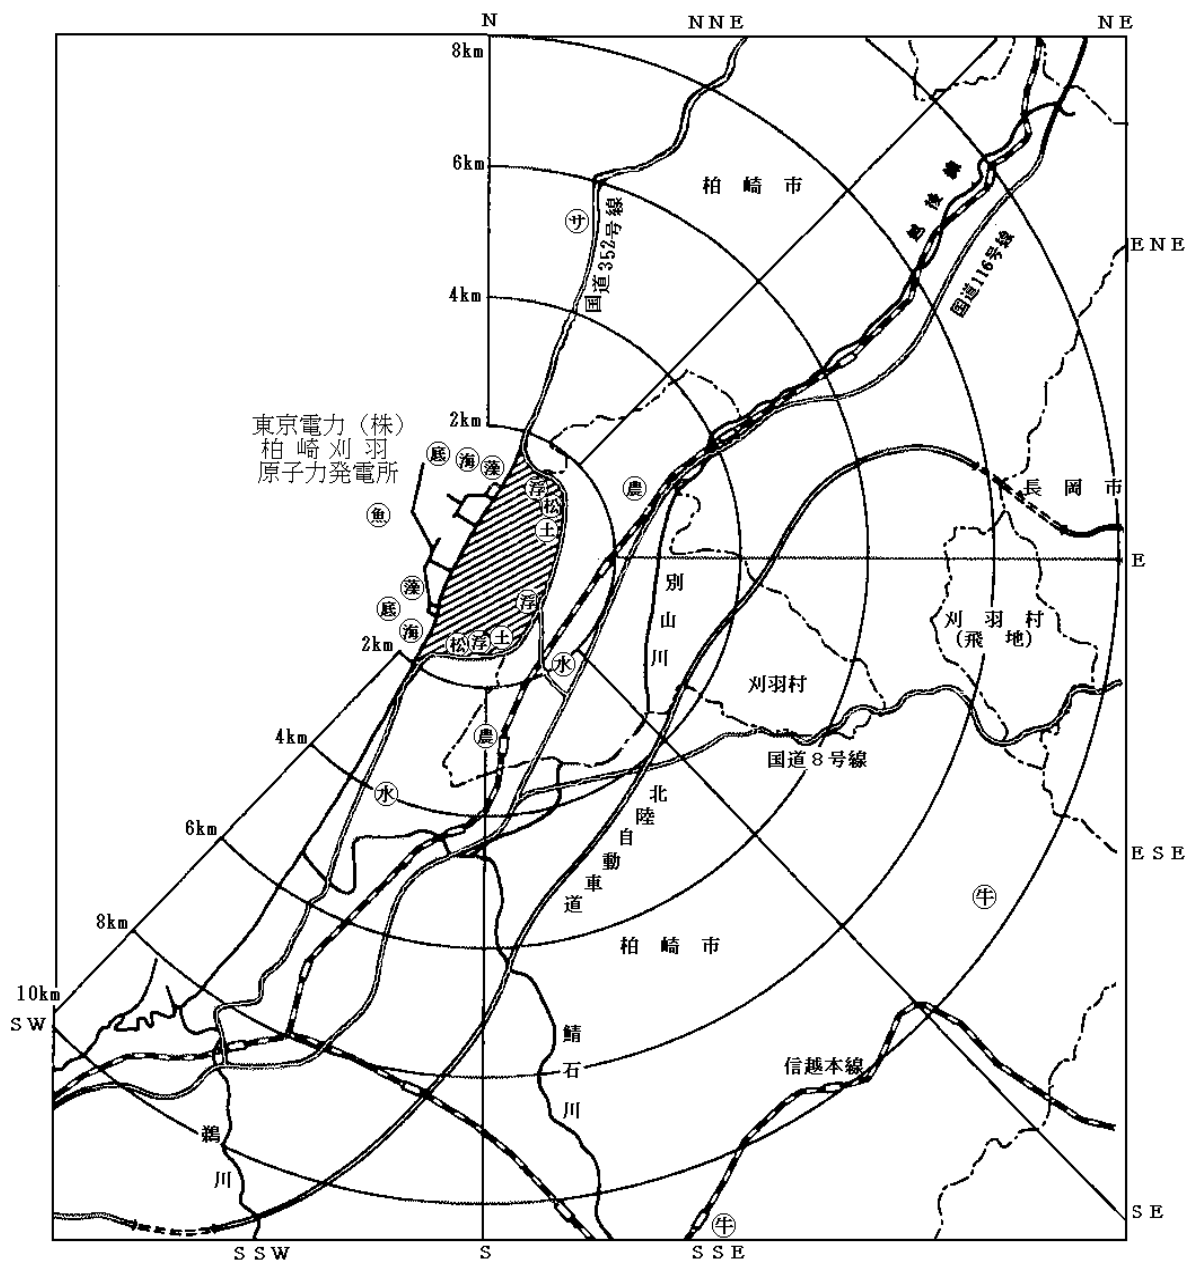 N
NNE
NE
8km
6km
柏崎市
越後線
サ
国道352号線
ENE
国道116号線
4km
2km
東京電力（株）
柏崎刈羽
原子力発電所
底
海
藻
魚
浮
松
土
農
長岡市
E
別山川
藻
底
海
浮
松
浮
土
水
2km
刈羽村
（飛地）
刈羽村
農
4km
国道８号線
水
北陸自動車道
6km
ESE
牛
8km
柏崎市
10km
SW
鯖石川
信越本線
鵜川
SE
牛
SSW
S
SSE